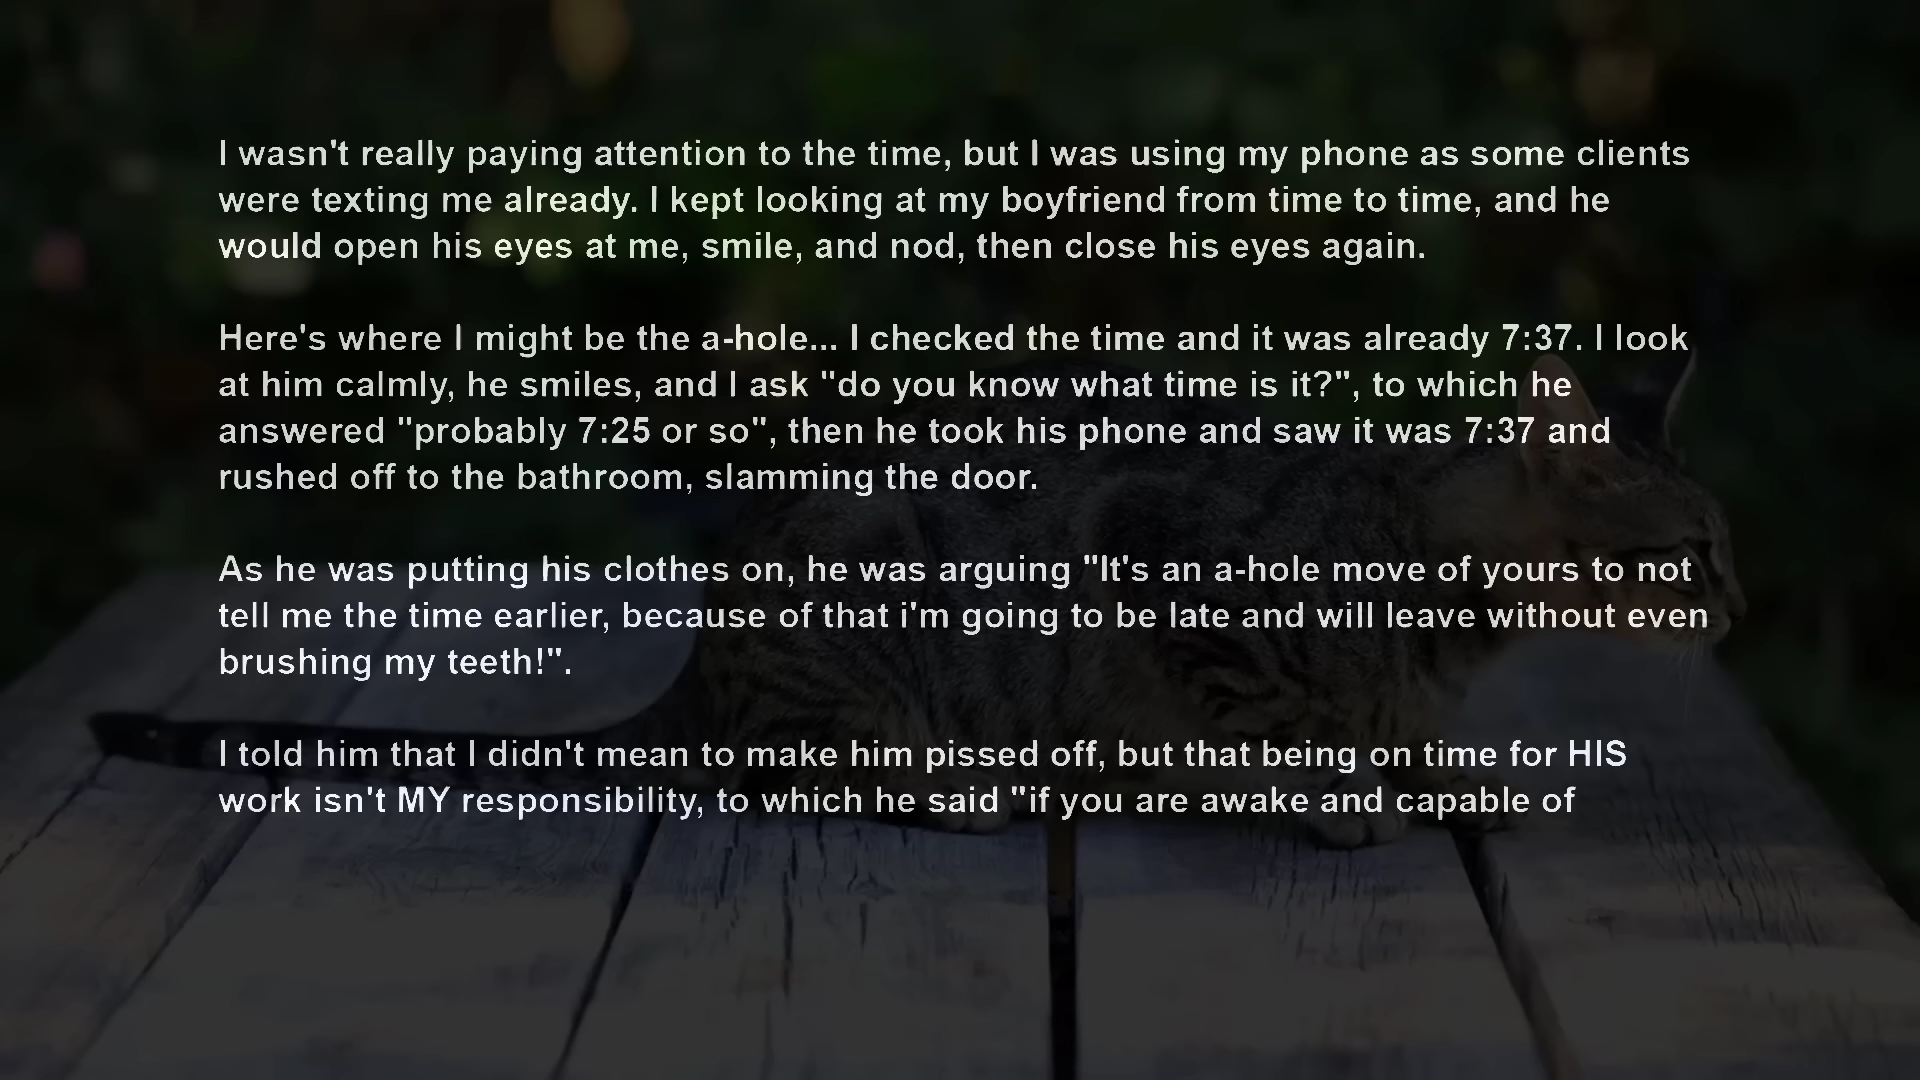 I wasn't really paying attention to the time, but I was using my phone as some clients
were texting me already. I kept looking at my boyfriend from time to time, and he
would open his eyes at me, smile, and nod, then close his eyes again.
Here's where I might be the a-hole... I checked the time and it was already 7:37. I look
at him calmly, he smiles, and I ask "do you know what time is it?", to which he
answered "probably 7:25 or so", then he took his phone and saw it was 7:37 and
rushed off to the bathroom, slamming the door.
As he was putting his clothes on, he was arguing "It's an a-hole move of yours to not
tell me the time earlier, because of that i'm going to be late and will leave without even
brushing my teeth!".
I told him that I didn't mean to make him pissed off, but that being on time for HIS
work isn't MY responsibility, to which he said "if you are awake and capable of